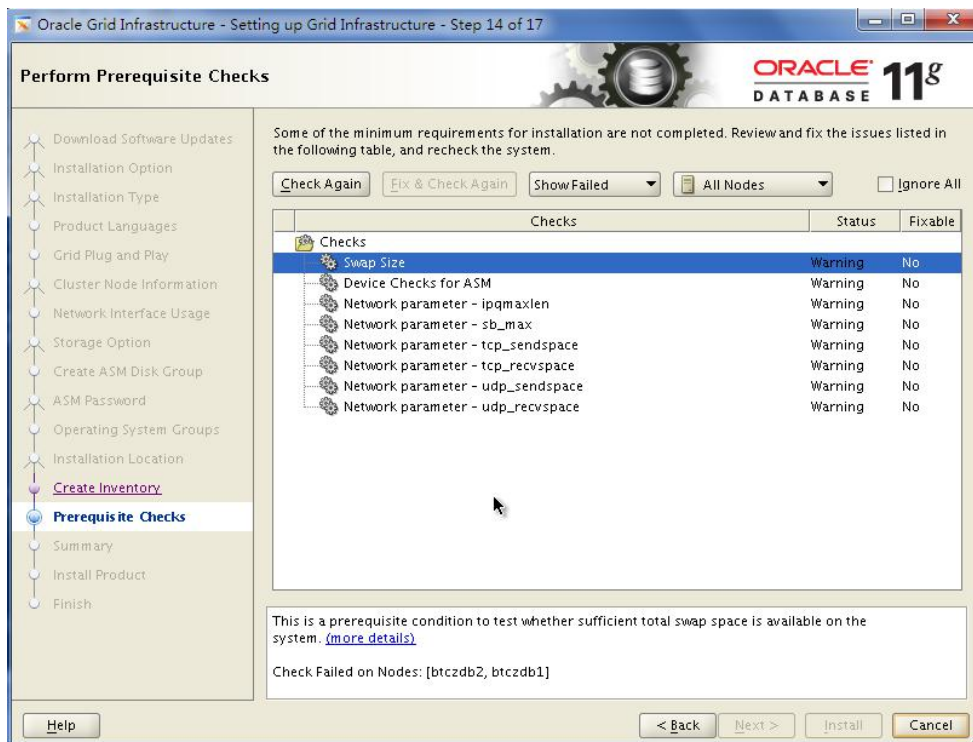 Oracle Grid Infrastructure - Setting up Grid Infrastructure - Step 14 of 17
Perform Prerequisite Checks
ORACLE
DATABASE
11g
Download Software Updates
Installation Option
Installation Type
Product Languages
Grid Plug and Play
Cluster Node Information
Network Interface Usage
Storage Option
Create ASM Disk Group
ASM Password
Operating System Groups
Installation Location
Create Inventory
Prerequisite Checks
Summary
Install Product
Finish
Some of the minimum requirements for installation are not completed. Review and fix the issues listed in
the following table, and recheck the system.
Check Again Fix & Check Again Show Failed All Nodes Ignore All
Checks Status Fixable
Checks
Swap Size Warning No
Device Checks for ASM Warning No
Network parameter - ipqmaxlen Warning No
Network parameter - sb_max Warning No
Network parameter - tcp_sendspace Warning No
Network parameter - tcp_recvspace Warning No
Network parameter - udp_sendspace Warning No
Network parameter - udp_recvspace Warning No
This is a prerequisite condition to test whether sufficient total swap space is available on the
system. (more details)
Check Failed on Nodes: [btczdb2, btczdb1]
Help < Back Next > Install Cancel